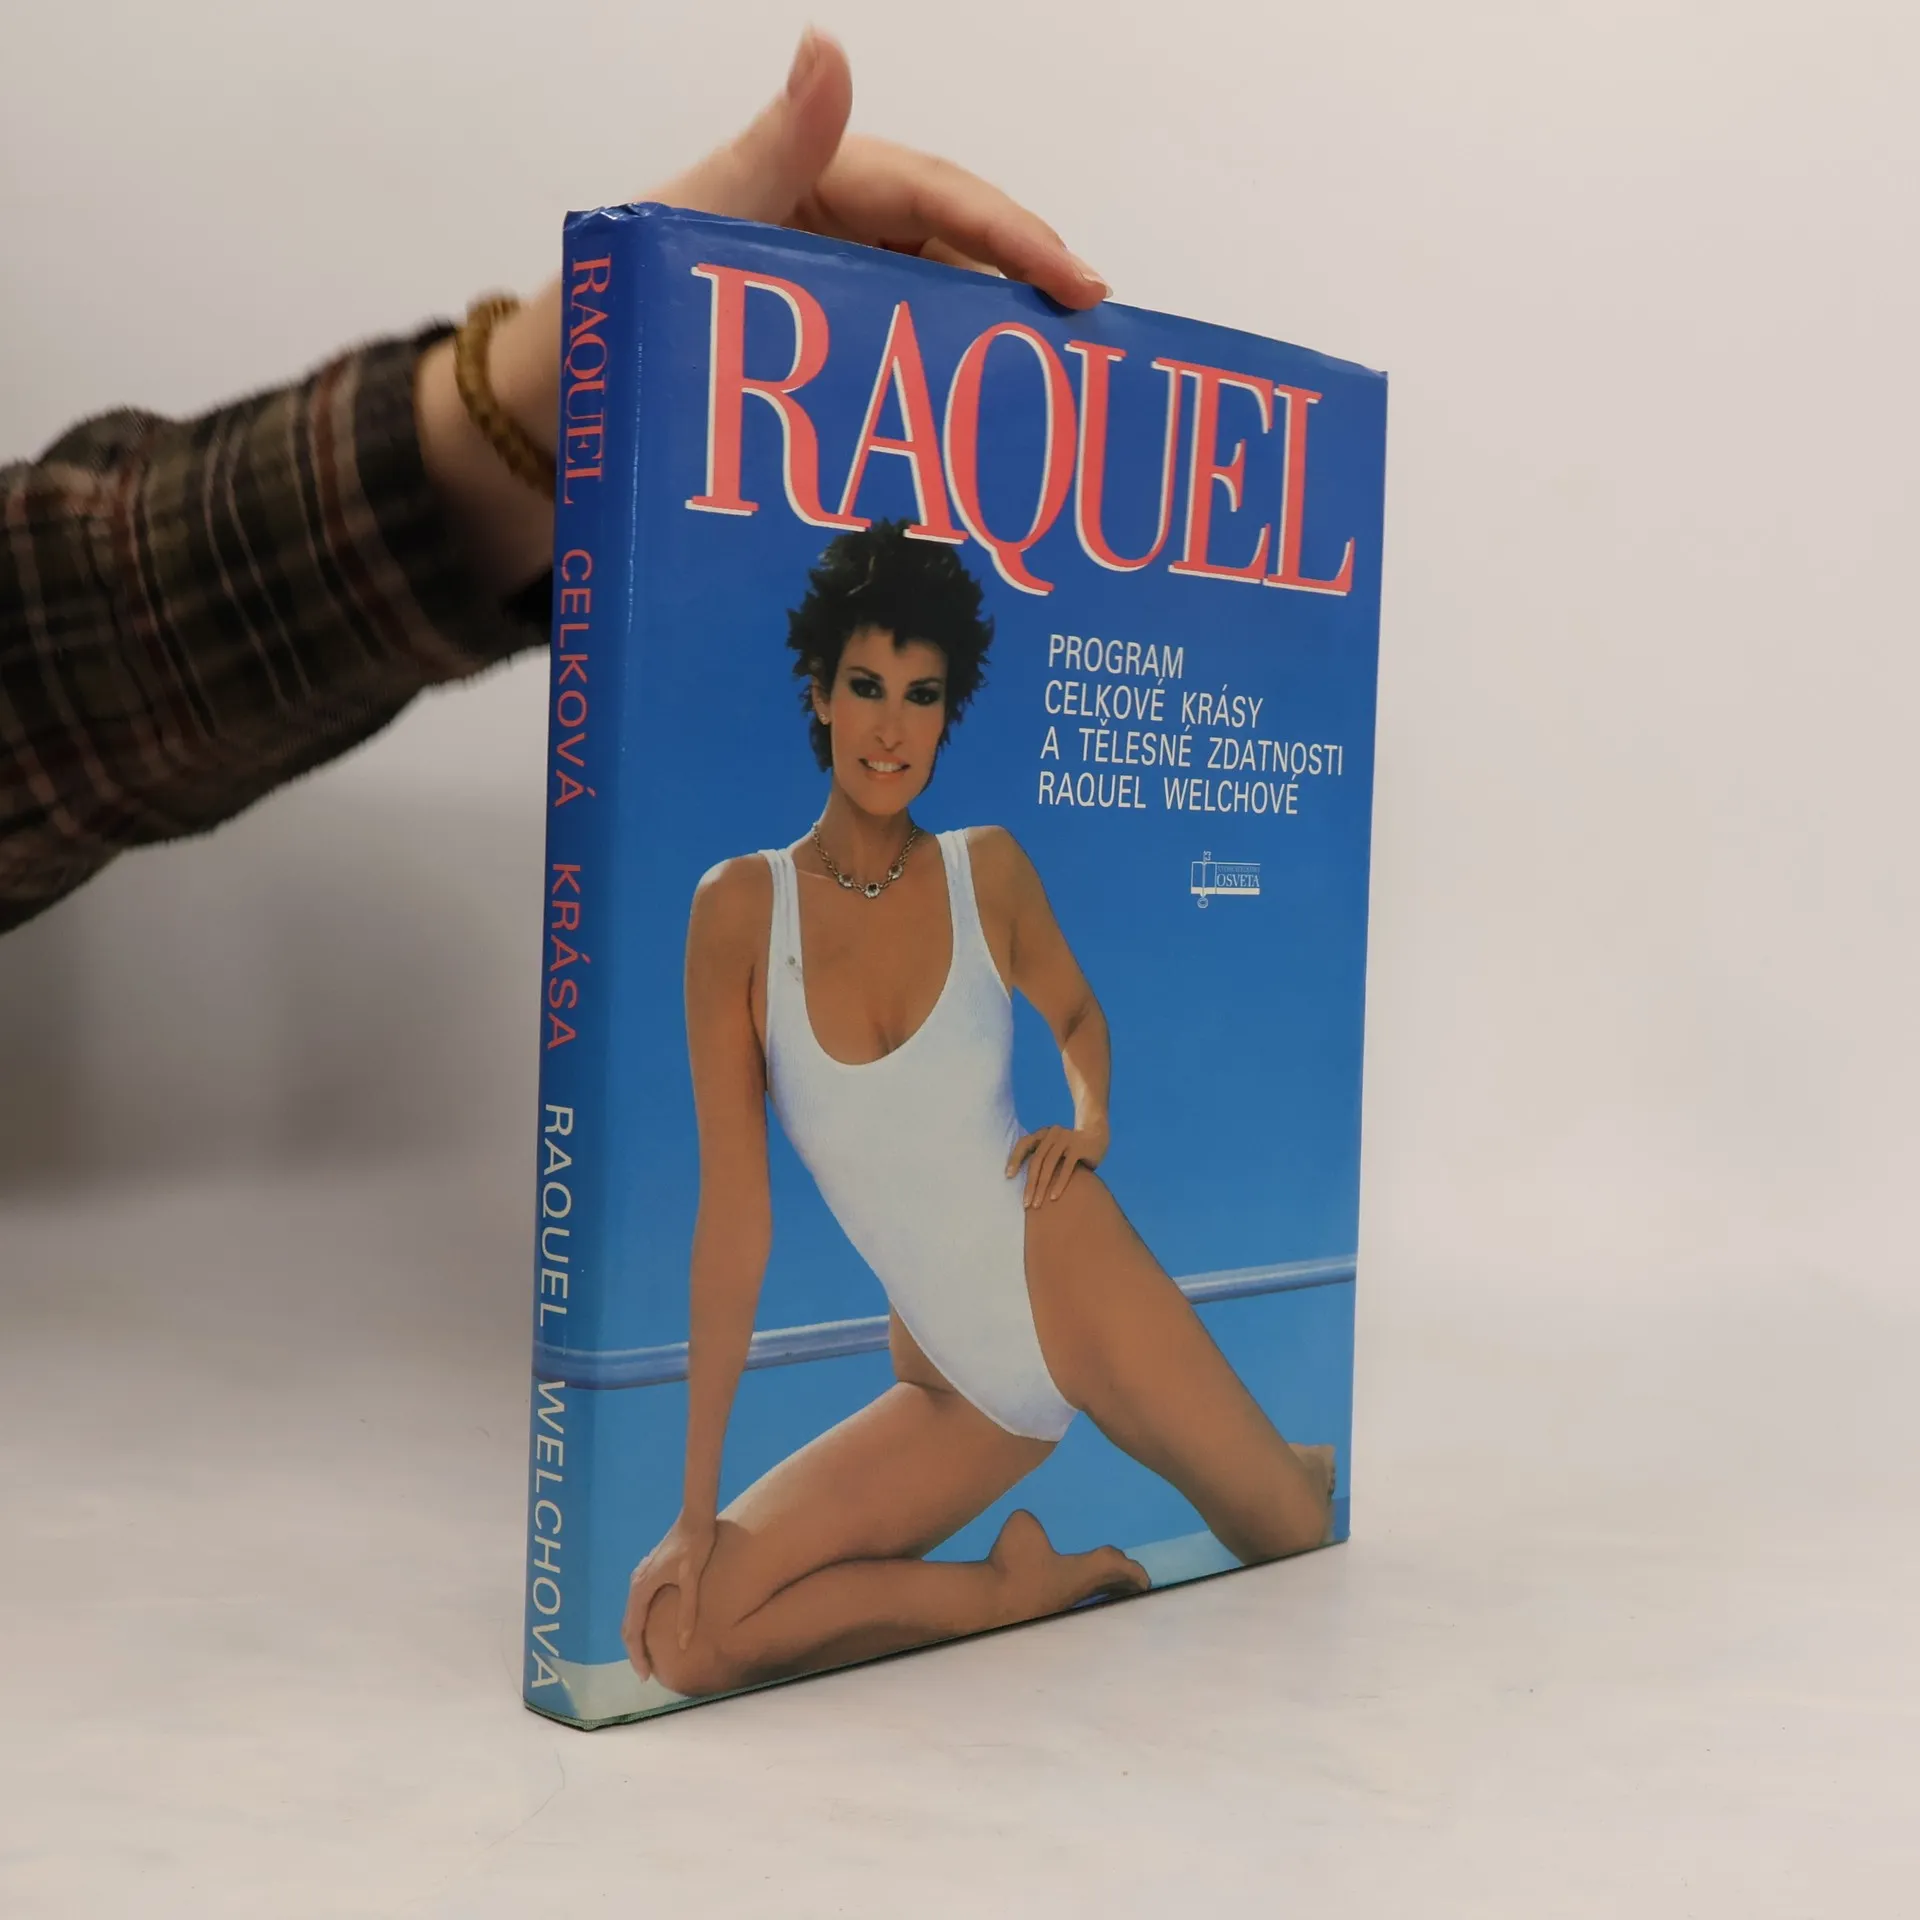 RAQUEL
PROGRAM
CELKOVÉ KRÁSY
A TĚLESNÉ ZDATNOSTI
RAQUEL WELCHOVÉ
OSVETA
RAQUEL CELKOVÁ KRÁSA RAQUEL WELCHOVÁ